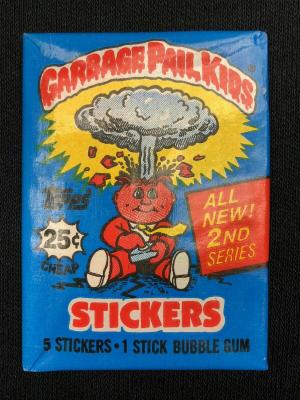 GARBAGE PAIL KIDS®
Topps
25¢
CHEAP
ALL
NEW!
2ND
SERIES
STICKERS
5 STICKERS • 1 STICK BUBBLE GUM